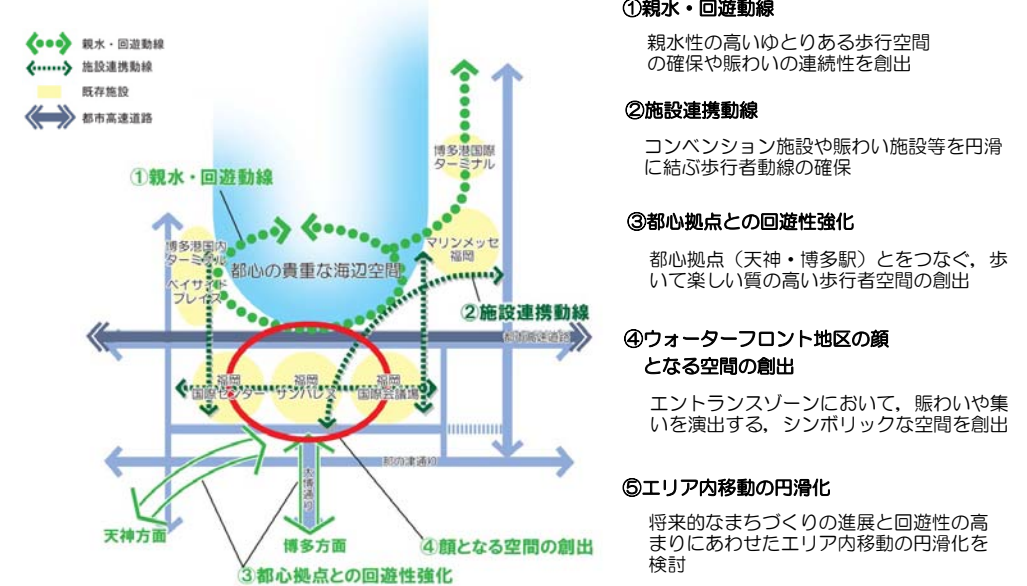 親水・回遊動線
施設連携動線
既存施設
都市高速道路
①親水・回遊動線
博多港国際
ターミナル
博多港国内
ターミナル
ベイサイド
プレイス
都心の貴重な海辺空間
マリンメッセ
福岡
②施設連携動線
都市高速道路
福岡
国際センター
福岡
サンパレス
福岡
国際会議場
那の津通り
大博通り
天神方面
博多方面
④顔となる空間の創出
③都心拠点との回遊性強化
①親水・回遊動線
親水性の高いゆとりある歩行空間
の確保や賑わいの連続性を創出
②施設連携動線
コンベンション施設や賑わい施設等を円滑
に結ぶ歩行者動線の確保
③都心拠点との回遊性強化
都心拠点（天神・博多駅）とをつなぐ，歩
いて楽しい質の高い歩行者空間の創出
④ウォーターフロント地区の顔
となる空間の創出
エントランスゾーンにおいて，賑わいや集
いを演出する，シンボリックな空間を創出
⑤エリア内移動の円滑化
将来的なまちづくりの進展と回遊性の高
まりにあわせたエリア内移動の円滑化を
検討